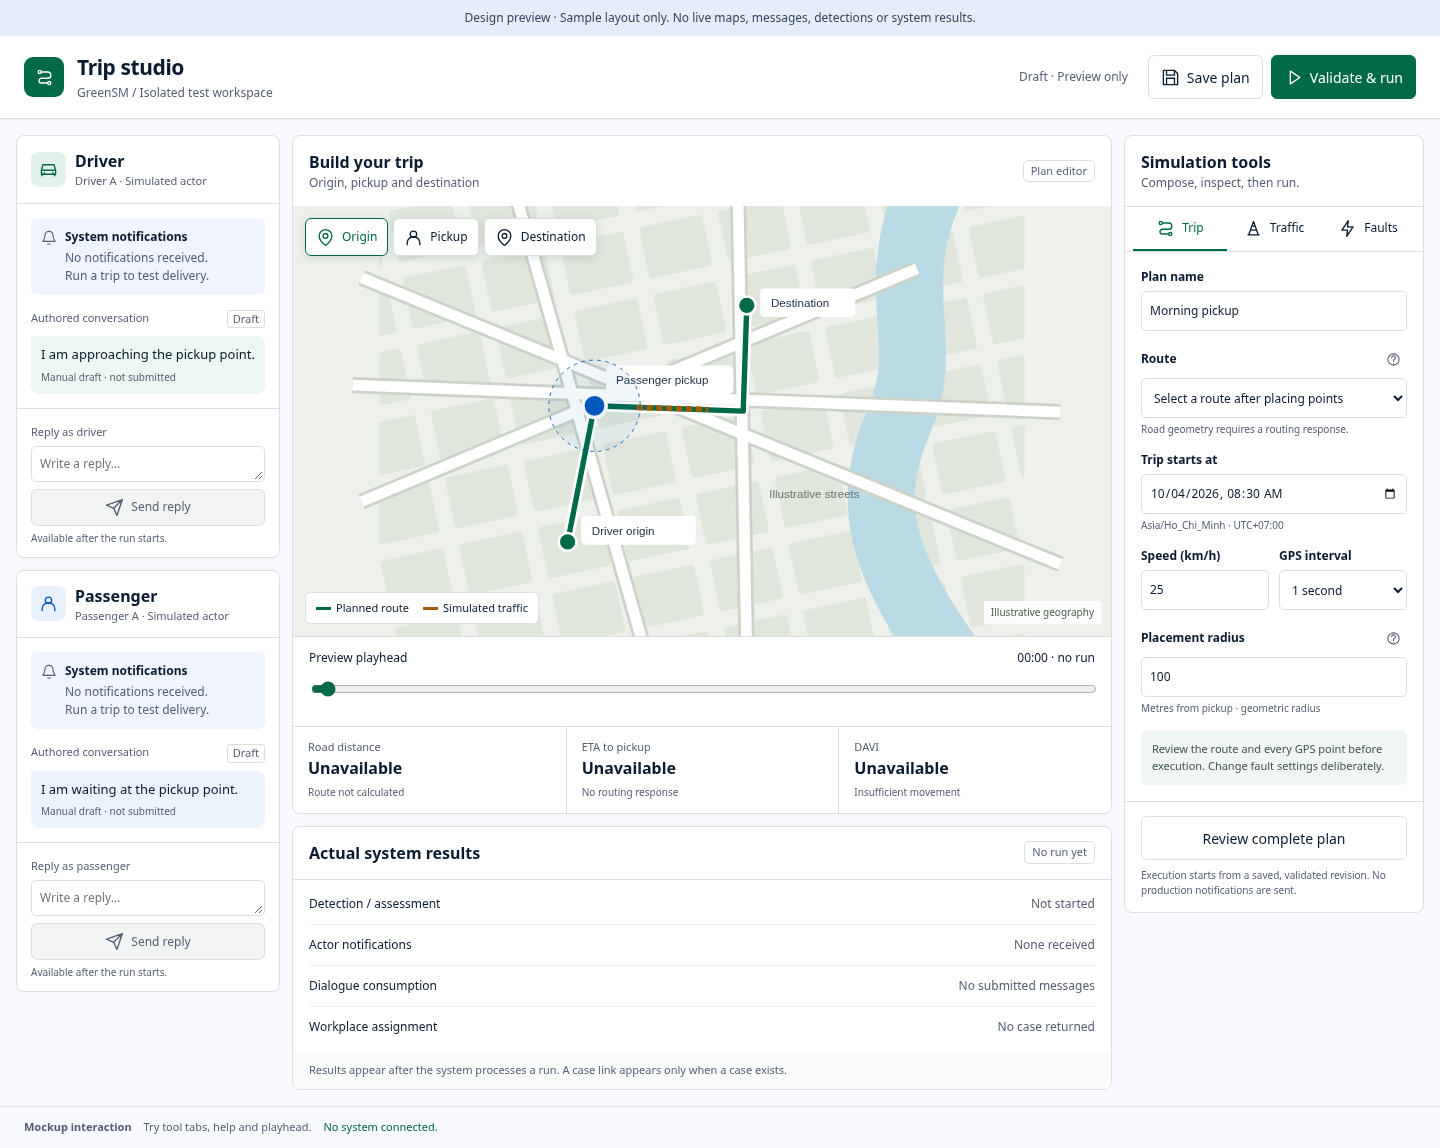 Design preview · Sample layout only. No live maps, messages, detections or system results.
Trip studio
GreenSM / Isolated test workspace
Draft · Preview only
Save plan
Validate & run
Driver
Driver A · Simulated actor
System notifications
No notifications received.
Run a trip to test delivery.
Authored conversation
Draft
I am approaching the pickup point.
Manual draft · not submitted
Reply as driver
Write a reply...
Send reply
Available after the run starts.
Passenger
Passenger A · Simulated actor
System notifications
No notifications received.
Run a trip to test delivery.
Authored conversation
Draft
I am waiting at the pickup point.
Manual draft · not submitted
Reply as passenger
Write a reply...
Send reply
Available after the run starts.
Build your trip
Origin, pickup and destination
Plan editor
Origin
Pickup
Destination
Destination
Passenger pickup
Illustrative streets
Driver origin
Planned route
Simulated traffic
Illustrative geography
Preview playhead
00:00 · no run
Road distance
Unavailable
Route not calculated
ETA to pickup
Unavailable
No routing response
DAVI
Unavailable
Insufficient movement
Actual system results
No run yet
Detection / assessment
Not started
Actor notifications
None received
Dialogue consumption
No submitted messages
Workplace assignment
No case returned
Results appear after the system processes a run. A case link appears only when a case exists.
Simulation tools
Compose, inspect, then run.
Trip
Traffic
Faults
Plan name
Morning pickup
Route
Select a route after placing points
Road geometry requires a routing response.
Trip starts at
10/04/2026, 08:30 AM
Asia/Ho_Chi_Minh · UTC+07:00
Speed (km/h)
GPS interval
25
1 second
Placement radius
100
Metres from pickup · geometric radius
Review the route and every GPS point before
execution. Change fault settings deliberately.
Review complete plan
Execution starts from a saved, validated revision. No
production notifications are sent.
Mockup interaction
Try tool tabs, help and playhead.
No system connected.